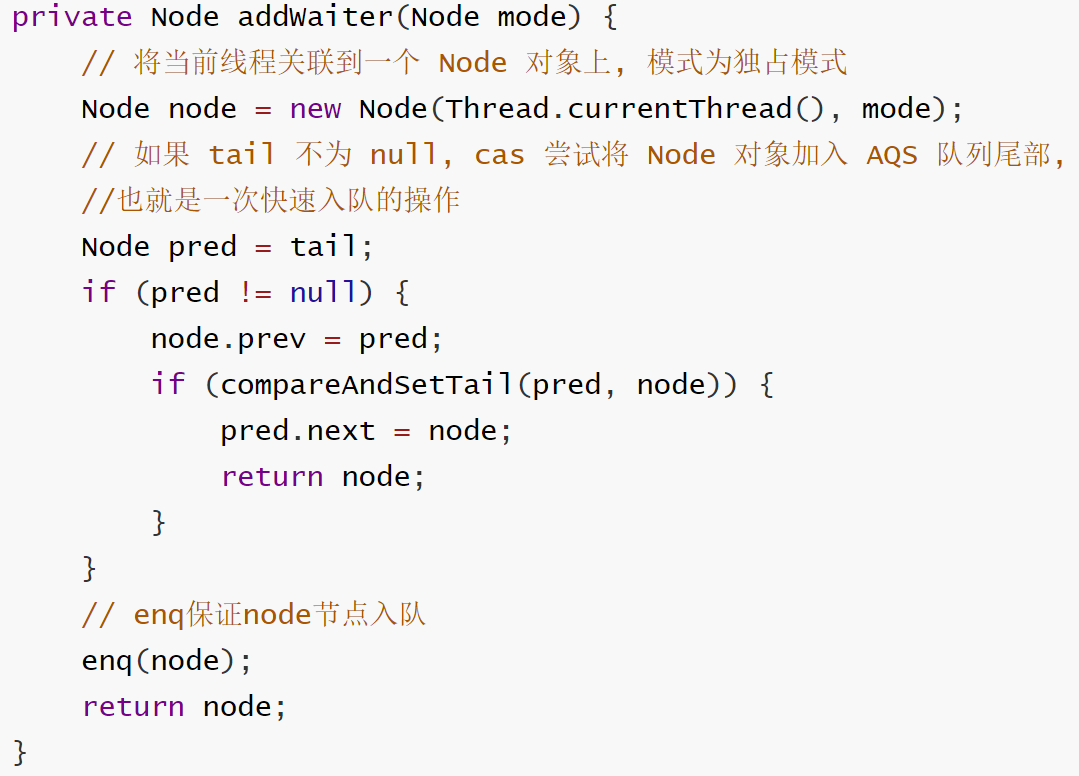 private Node addWaiter(Node mode) {
    // 将当前线程关联到一个 Node 对象上, 模式为独占模式
    Node node = new Node(Thread.currentThread(), mode);
    // 如果 tail 不为 null, cas 尝试将 Node 对象加入 AQS 队列尾部,
    //也就是一次快速入队的操作
    Node pred = tail;
    if (pred != null) {
        node.prev = pred;
        if (compareAndSetTail(pred, node)) {
            pred.next = node;
            return node;
        }
    }
    // enq保证node节点入队
    enq(node);
    return node;
}